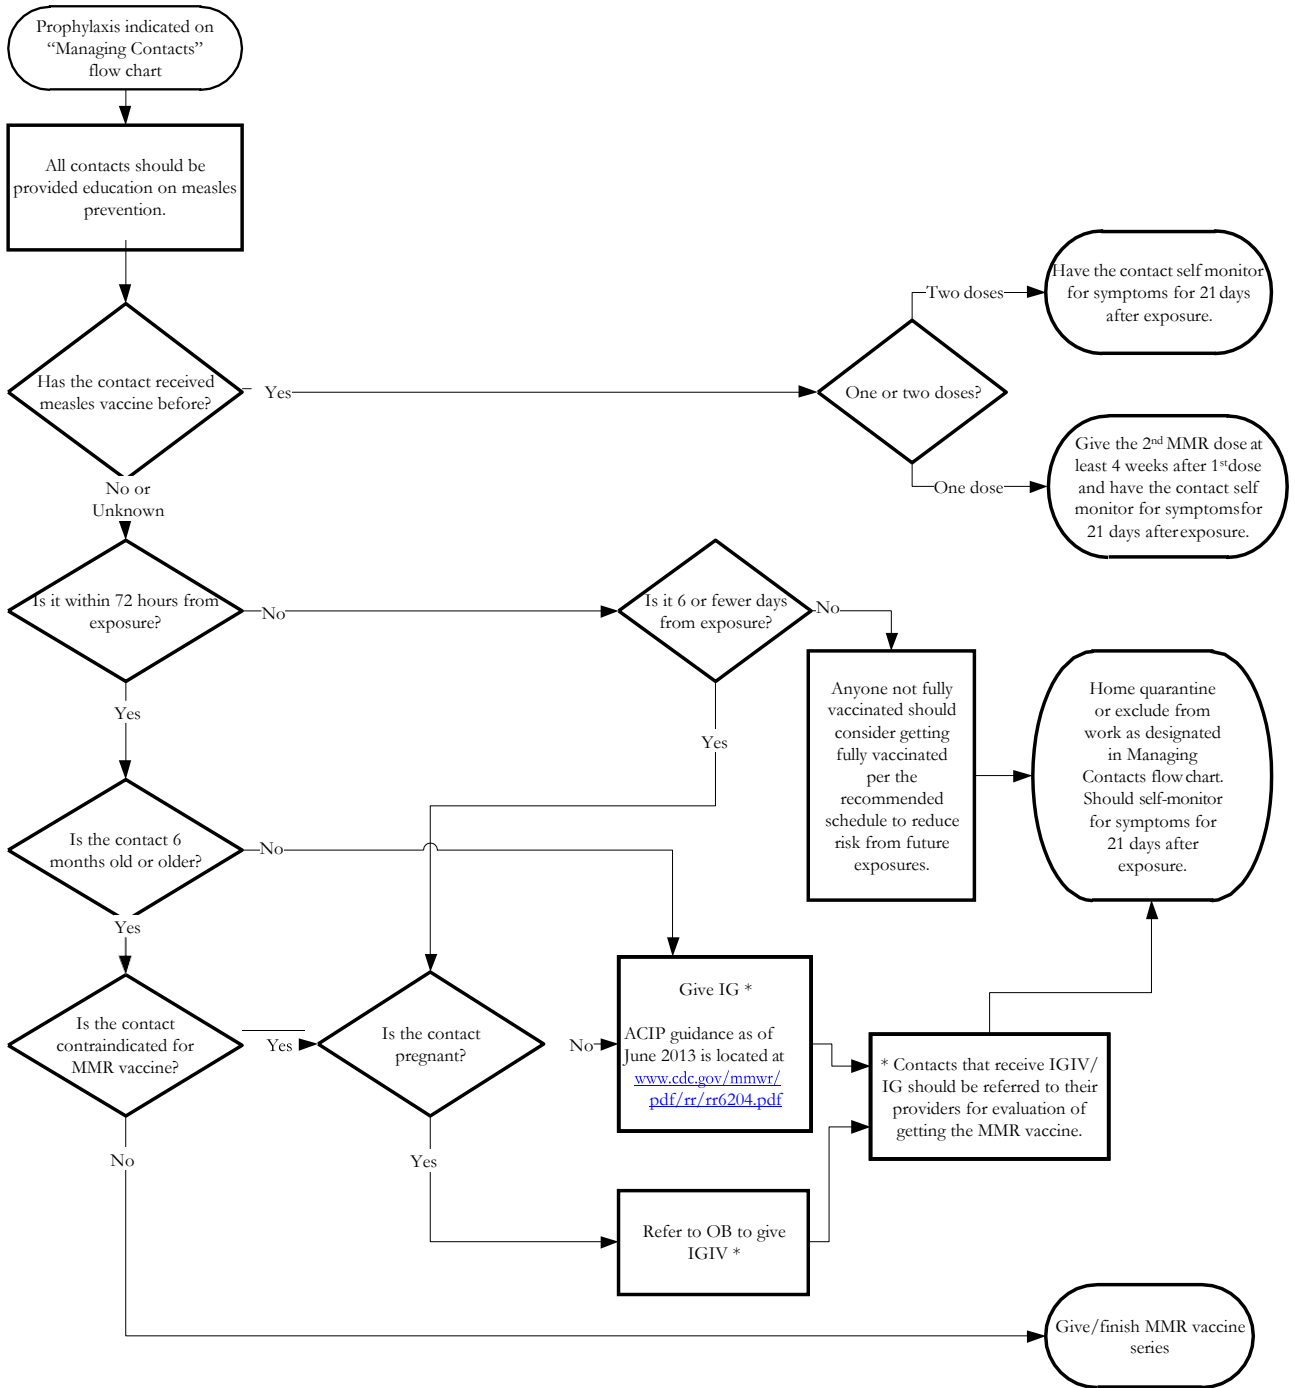 Prophylaxis indicated on
“Managing Contacts”
flow chart
All contacts should be
provided education on measles
prevention.
Has the contact received
measles vaccine before?
Yes
One or two doses?
Two doses
Have the contact self monitor
for symptoms for 21 days
after exposure.
One dose
Give the 2nd MMR dose at
least 4 weeks after 1st dose
and have the contact self
monitor for symptoms for
21 days after exposure.
No or
Unknown
Is it within 72 hours from
exposure?
No
Is it 6 or fewer days
from exposure?
No
Anyone not fully
vaccinated should
consider getting
fully vaccinated
per the
recommended
schedule to reduce
risk from future
exposures.
Home quarantine
or exclude from
work as designated
in Managing
Contacts flow chart.
Should self-monitor
for symptoms for
21 days after
exposure.
Yes
Yes
Is the contact 6
months old or older?
No
Yes
Is the contact
contraindicated for
MMR vaccine?
Yes
Is the contact
pregnant?
No
Give IG *
ACIP guidance as of
June 2013 is located at
www.cdc.gov/mmwr/
pdf/rr/rr6204.pdf
* Contacts that receive IGIV/
IG should be referred to their
providers for evaluation of
getting the MMR vaccine.
No
Yes
Refer to OB to give
IGIV *
Give/finish MMR vaccine
series